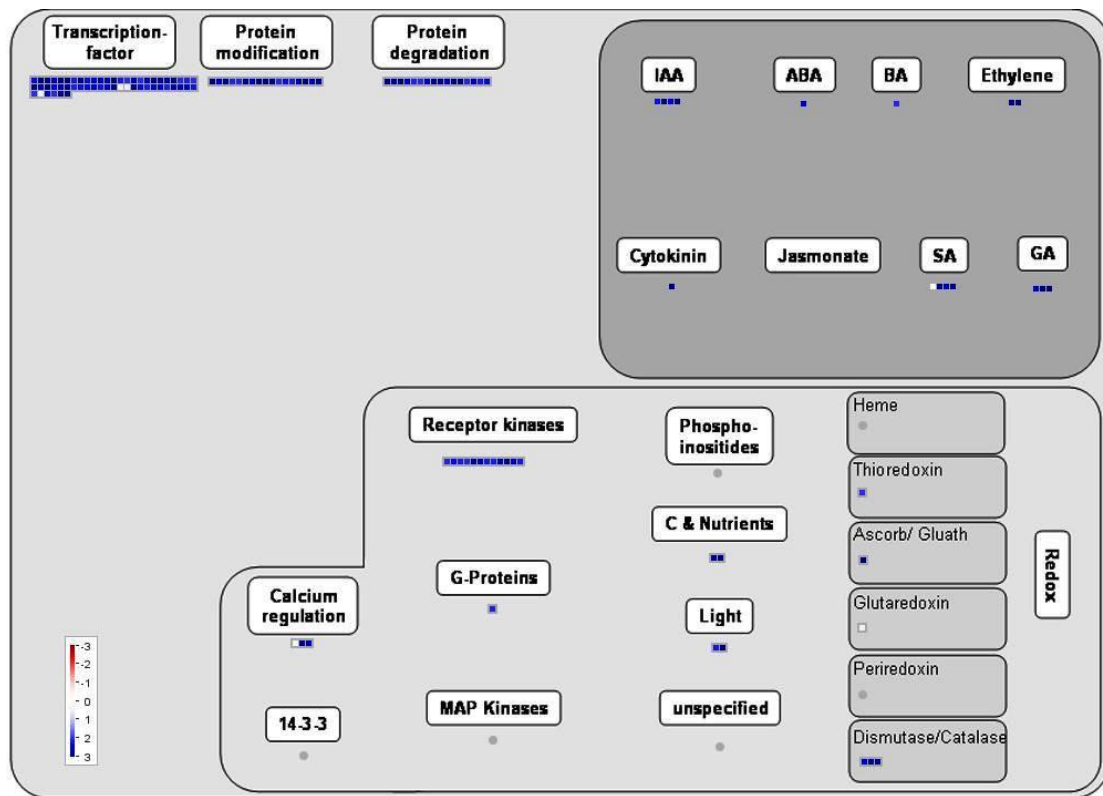 Transcription-
factor
Protein
modification
Protein
degradation
IAA
ABA
BA
Ethylene
Cytokinin
Jasmonate
SA
GA
Receptor kinases
Phospho-
inositides
Heme
Thioredoxin
C & Nutrients
Ascorb/ Gluath
Redox
G-Proteins
Calcium
regulation
Light
Glutaredoxin
-3
-2
-1
0
1
2
3
Periredoxin
14-3-3
MAP Kinases
unspecified
Dismutase/Catalase